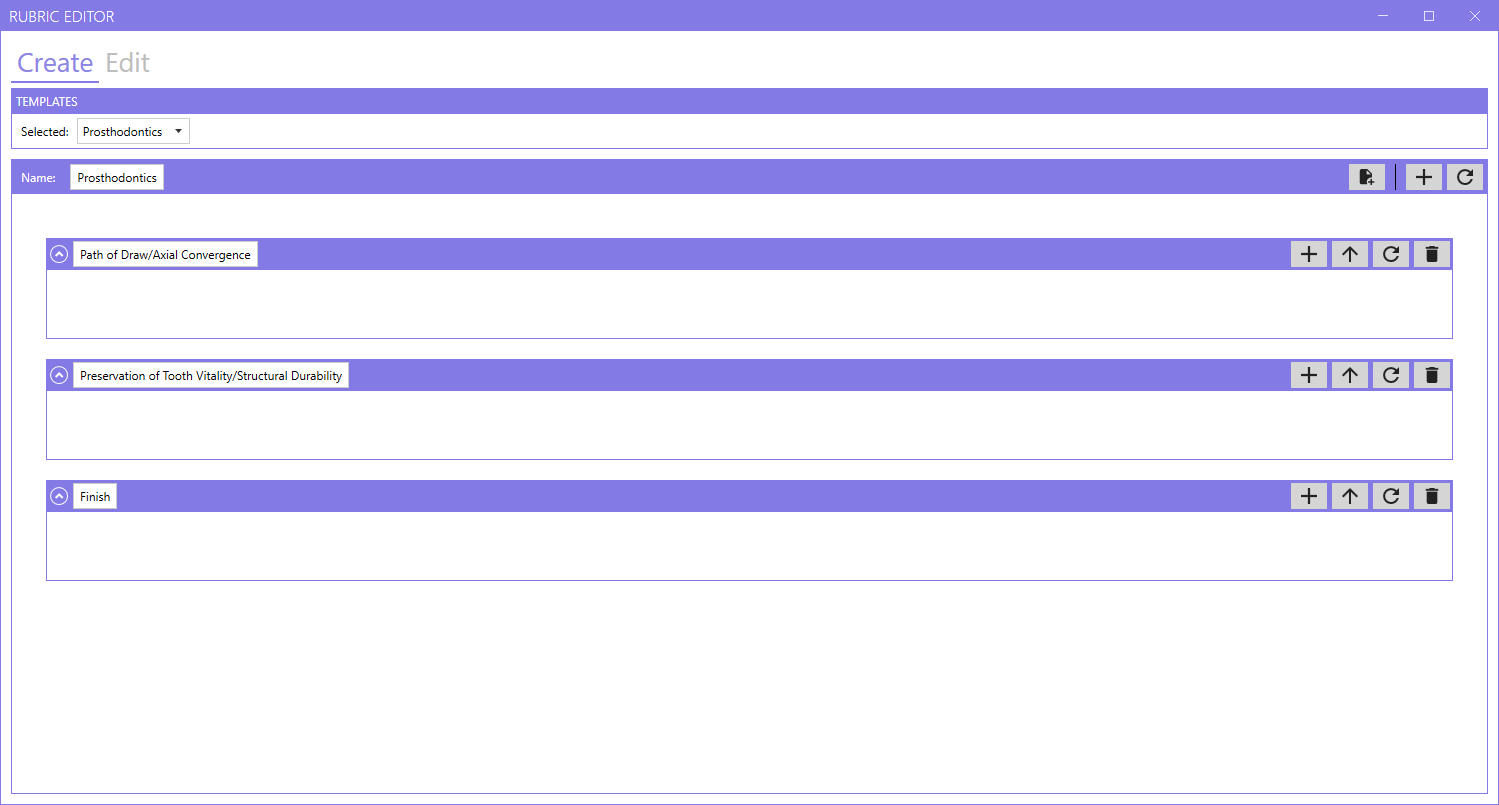 RUBRIC EDITOR
Create Edit
TEMPLATES
Selected: Prosthodontics
Name: Prosthodontics
Path of Draw/Axial Convergence
Preservation of Tooth Vitality/Structural Durability
Finish